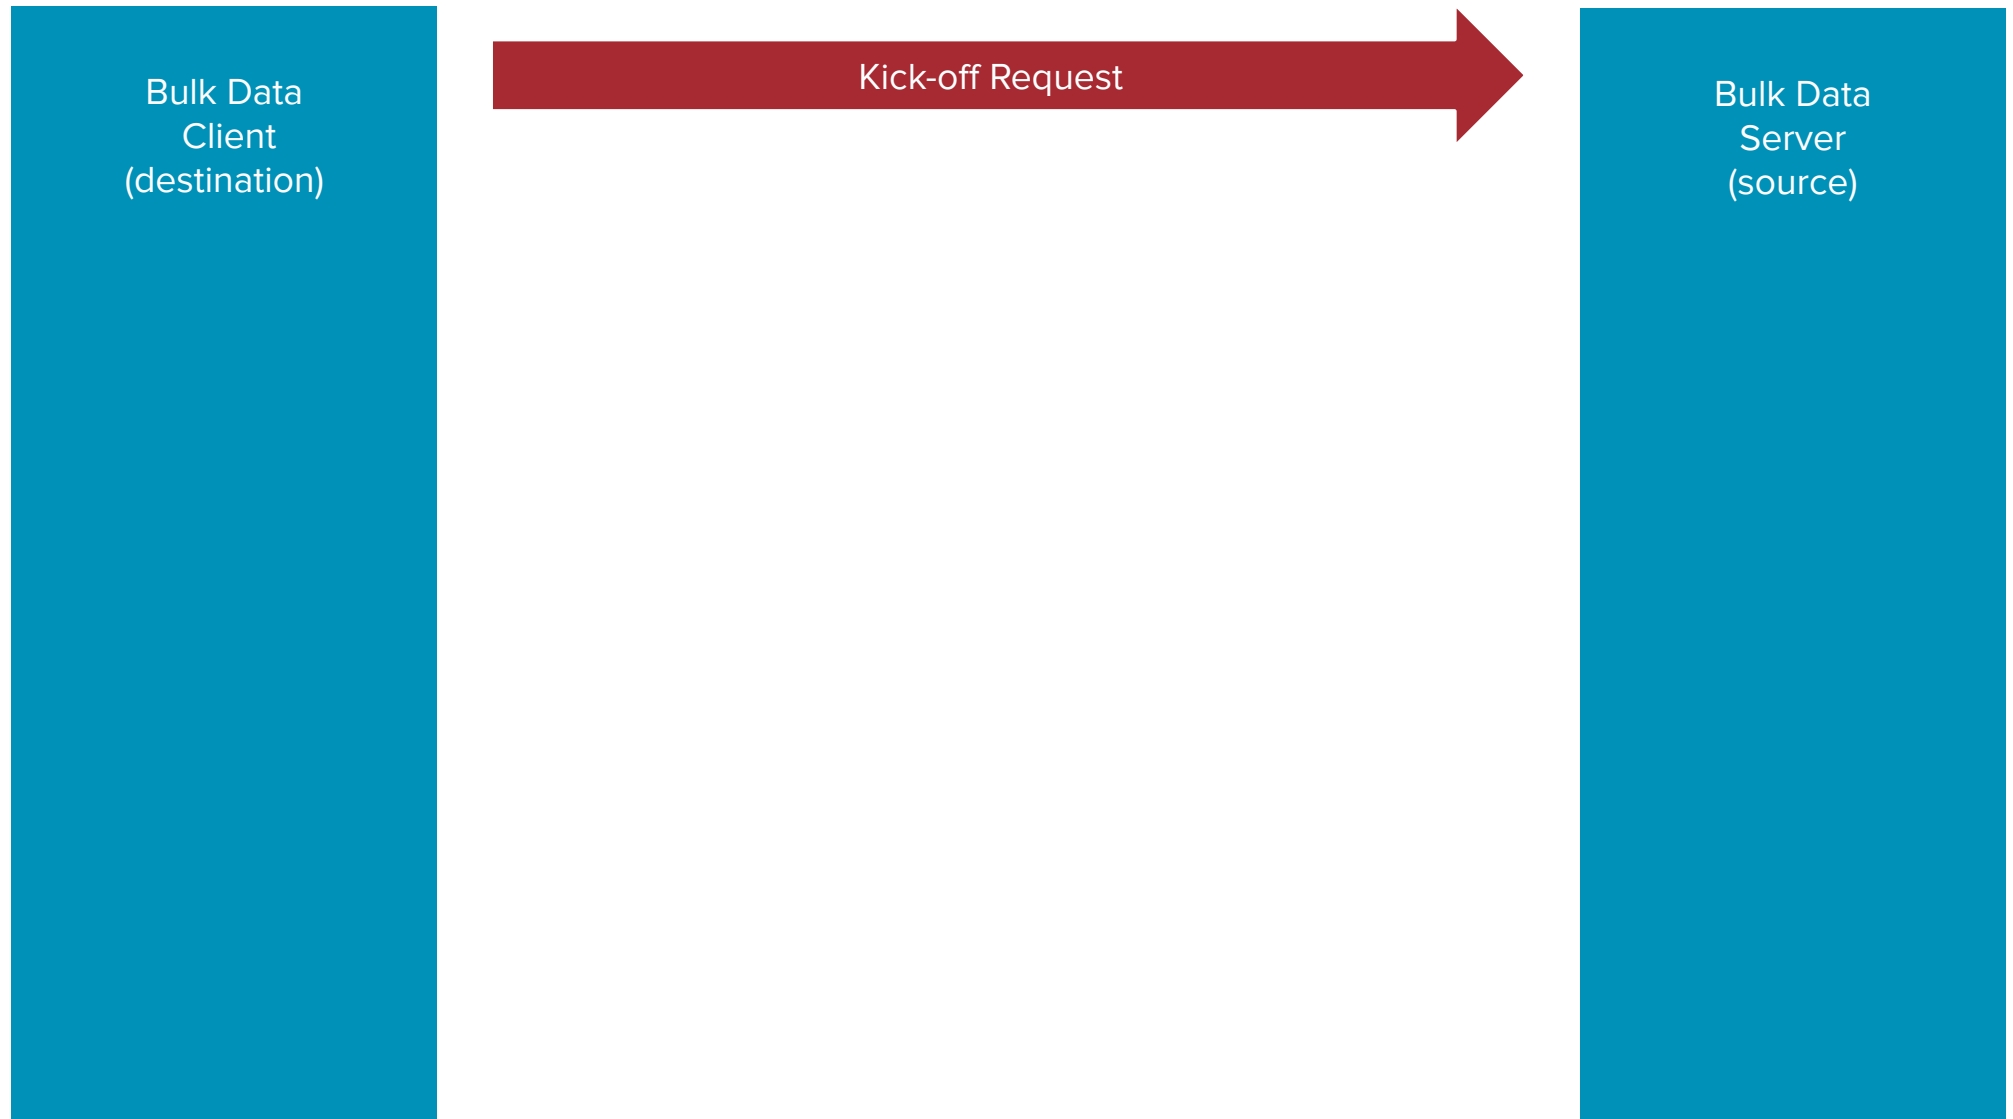 Bulk Data
Client
(destination)
Kick-off Request
Bulk Data
Server
(source)